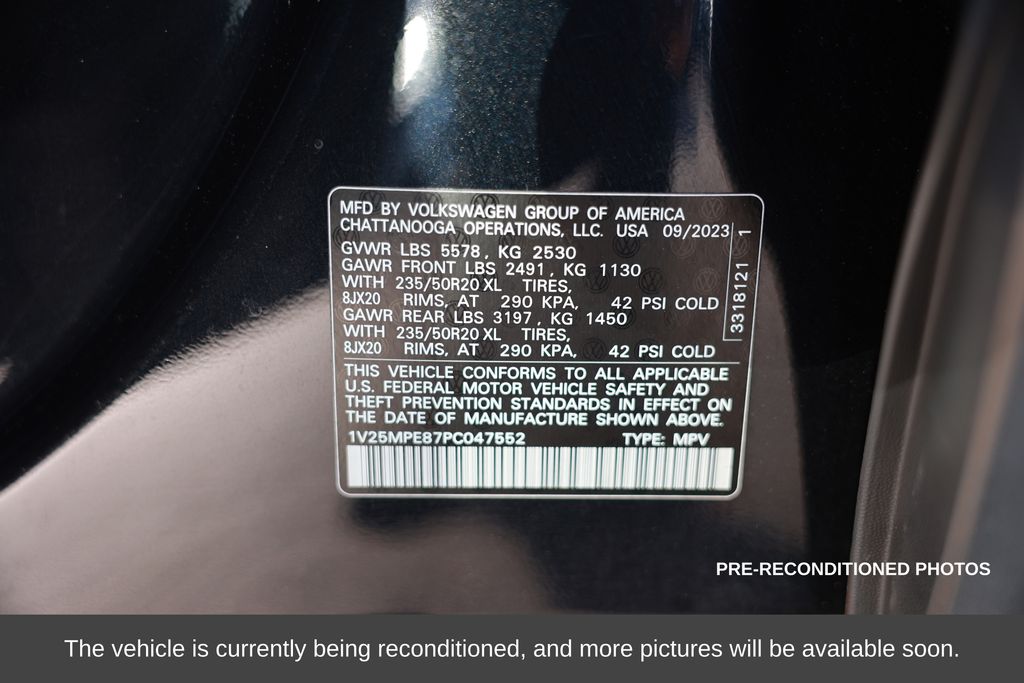 MFD BY VOLKSWAGEN GROUP OF AMERICA
CHATTANOOGA OPERATIONS, LLC. USA 09/2023
GVWR LBS 5578, KG 2530
GAWR FRONT LBS 2491, KG 1130
WITH 235/50R20 XL TIRES,
8JX20 RIMS, AT 290 KPA, 42 PSI COLD
GAWR REAR LBS 3197, KG 1450
WITH 235/50R20 XL TIRES,
8JX20 RIMS, AT 290 KPA, 42 PSI COLD
3318121 1
THIS VEHICLE CONFORMS TO ALL APPLICABLE
U.S. FEDERAL MOTOR VEHICLE SAFETY AND
THEFT PREVENTION STANDARDS IN EFFECT ON
THE DATE OF MANUFACTURE SHOWN ABOVE.
1V25MPE87PC047552 TYPE: MPV
PRE-RECONDITIONED PHOTOS
The vehicle is currently being reconditioned, and more pictures will be available soon.